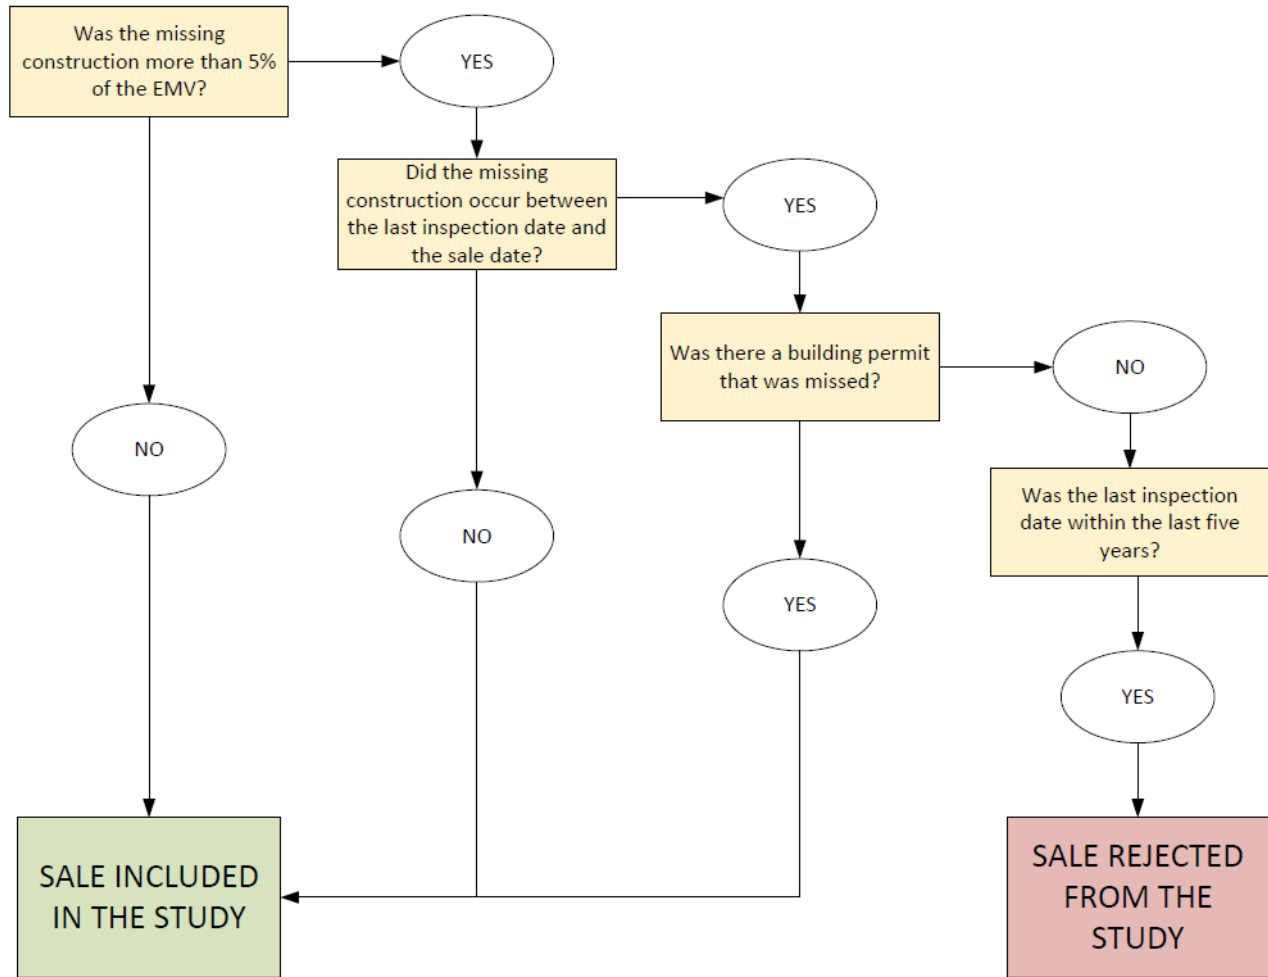 Was the missing
construction more than 5%
of the EMV?
YES
Did the missing
construction occur between
the last inspection date and
the sale date?
YES
Was there a building permit
that was missed?
NO
NO
Was the last inspection
date within the last five
years?
NO
YES
YES
SALE INCLUDED
IN THE STUDY
SALE REJECTED
FROM THE
STUDY